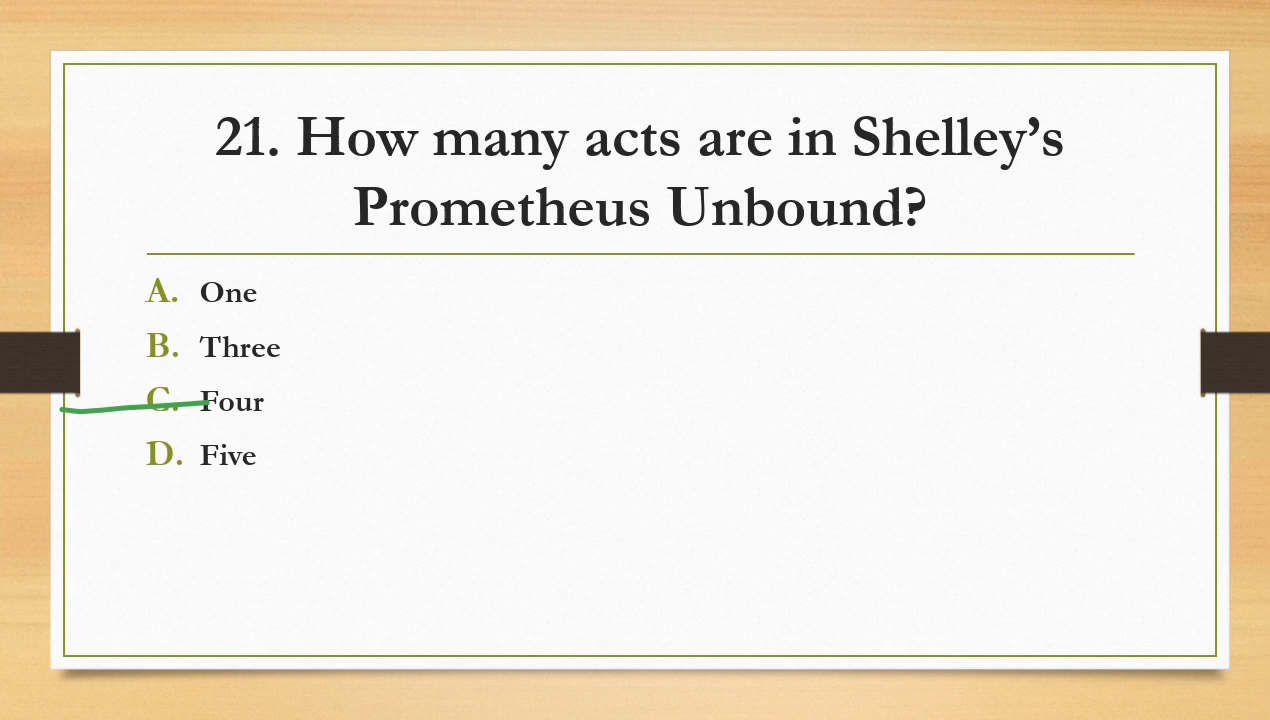 21. How many acts are in Shelley’s
Prometheus Unbound?
A. One
B. Three
C. Four
D. Five